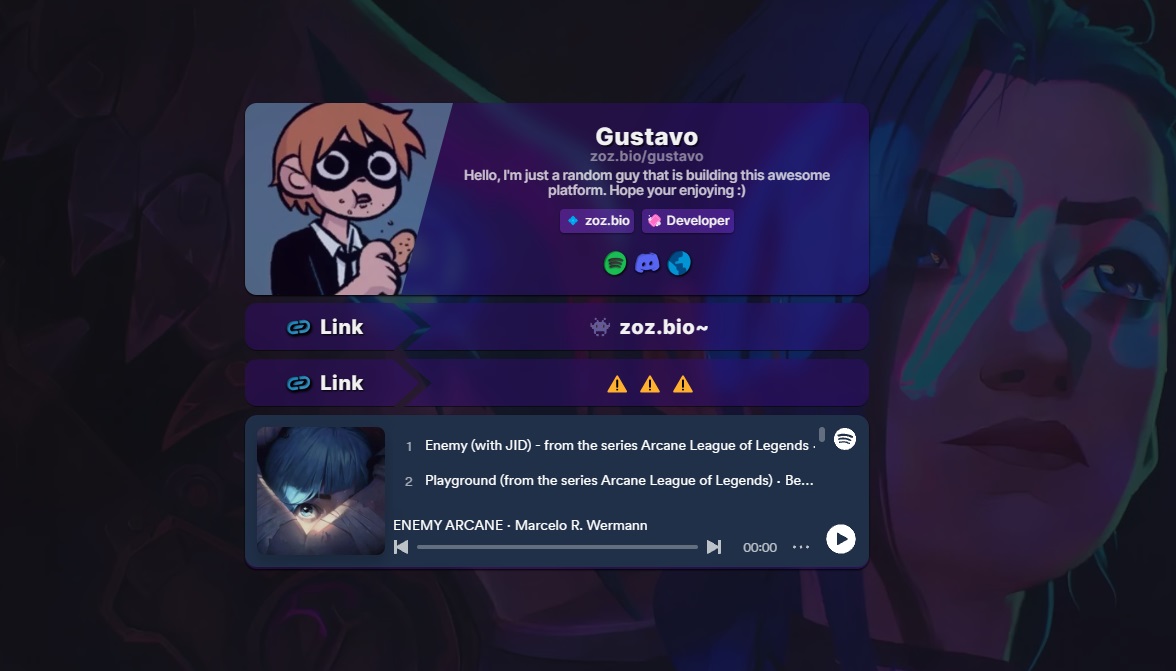 Gustavo
zoz.bio/gustavo
Hello, I'm just a random guy that is building this awesome
platform. Hope your enjoying :)
zoz.bio Developer
Link zoz.bio~
Link
1 Enemy (with JID) - from the series Arcane League of Legends ·
2 Playground (from the series Arcane League of Legends) · Be...
ENEMY ARCANE · Marcelo R. Wermann
00:00